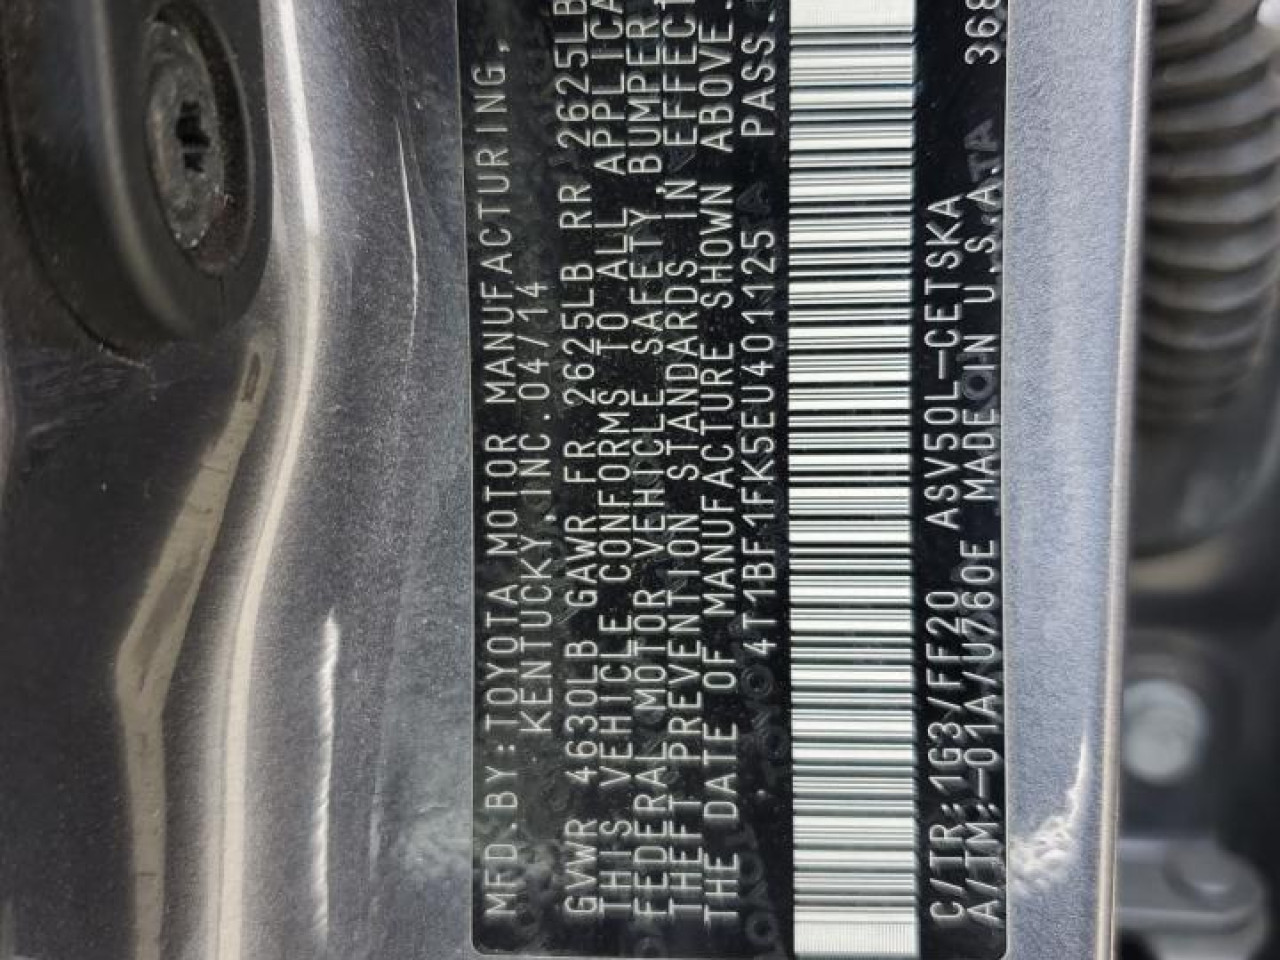 MFD.BY:TOYOTA MOTOR MANUFACTURING,
KENTUCKY,INC.04/14
GVWR 4630LB GAWR FR 2625LB RR 2625LB
THIS VEHICLE CONFORMS TO ALL APPLICA
FEDERAL MOTOR VEHICLE SAFETY,BUMPER,
THEFT PREVENTION STANDARDS IN EFFECT
THE DATE OF MANUFACTURE SHOWN ABOVE.
4T1BF1FK5EU401125 PASS.
C/TR:1G3/FF20 ASV50L-CETSKA
A/TM:-01A/U760E MADE IN U.S.A. 368